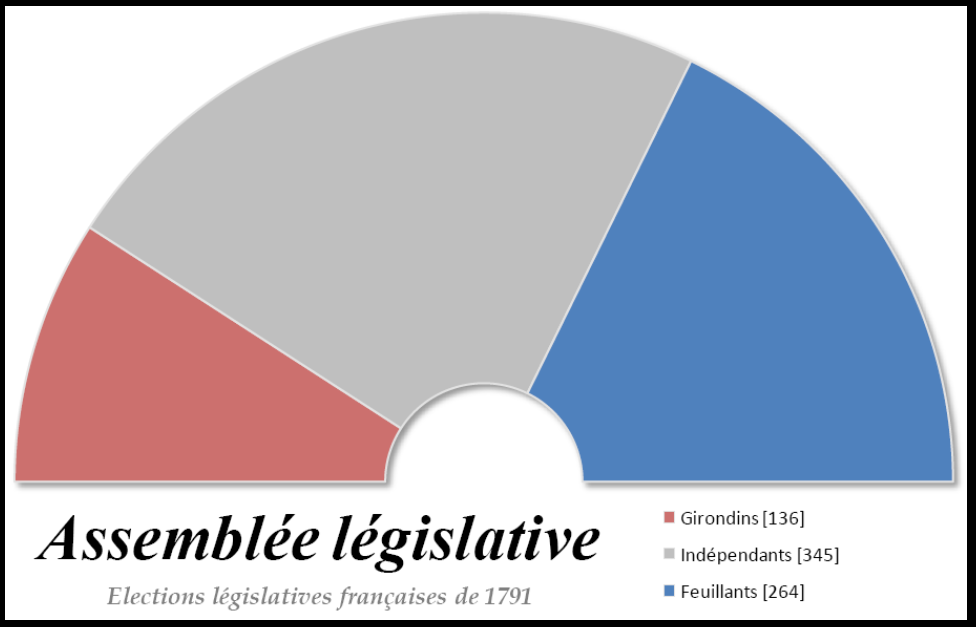 Assemblée législative
Elections législatives françaises de 1791
Girondins [136]
Indépendants [345]
Feuillants [264]